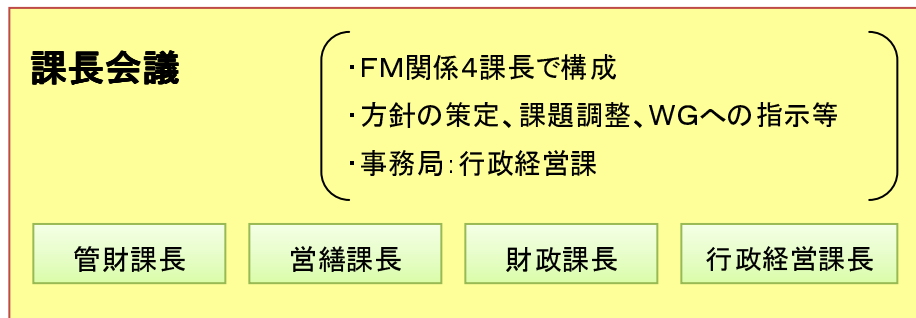 課長会議
・FM関係4課長で構成
・方針の策定、課題調整、WGへの指示等
・事務局：行政経営課
管財課長
営繕課長
財政課長
行政経営課長